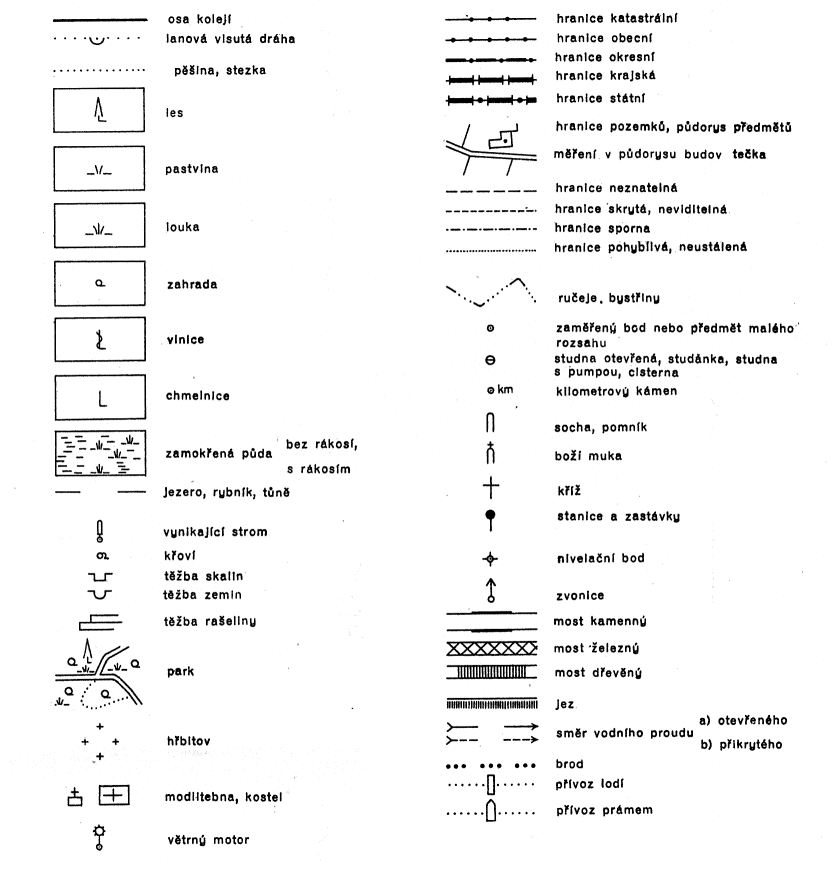 osa kolejí
lanová visutá dráha
pěšina, stezka
les
pastvina
louka
zahrada
vinice
chmelnice
zamokřená půda bez rákosí,
s rákosím
jezero, rybník, tůně
vynikající strom
křoví
těžba skalin
těžba zemin
těžba rašeliny
park
hřbitov
modlitebna, kostel
větrný motor
hranice katastrální
hranice obecní
hranice okresní
hranice krajská
hranice státní
hranice pozemků, půdorys předmětů
měření v půdorysu budov tečka
hranice neznatelná
hranice skrytá, neviditelná
hranice sporna
hranice pohyblivá, neustálená
ručeje, bystřiny
zaměřený bod nebo předmět malého
rozsahu
studna otevřená, studánka, studna
s pumpou, cisterna
km kilometrový kámen
socha, pomník
boží muka
kříž
stanice a zastávky
nivelační bod
zvonice
most kamenný
most železný
most dřevěný
jez
směr vodního proudu a) otevřeného
b) přikrytého
brod
přívoz lodí
přívoz prámem